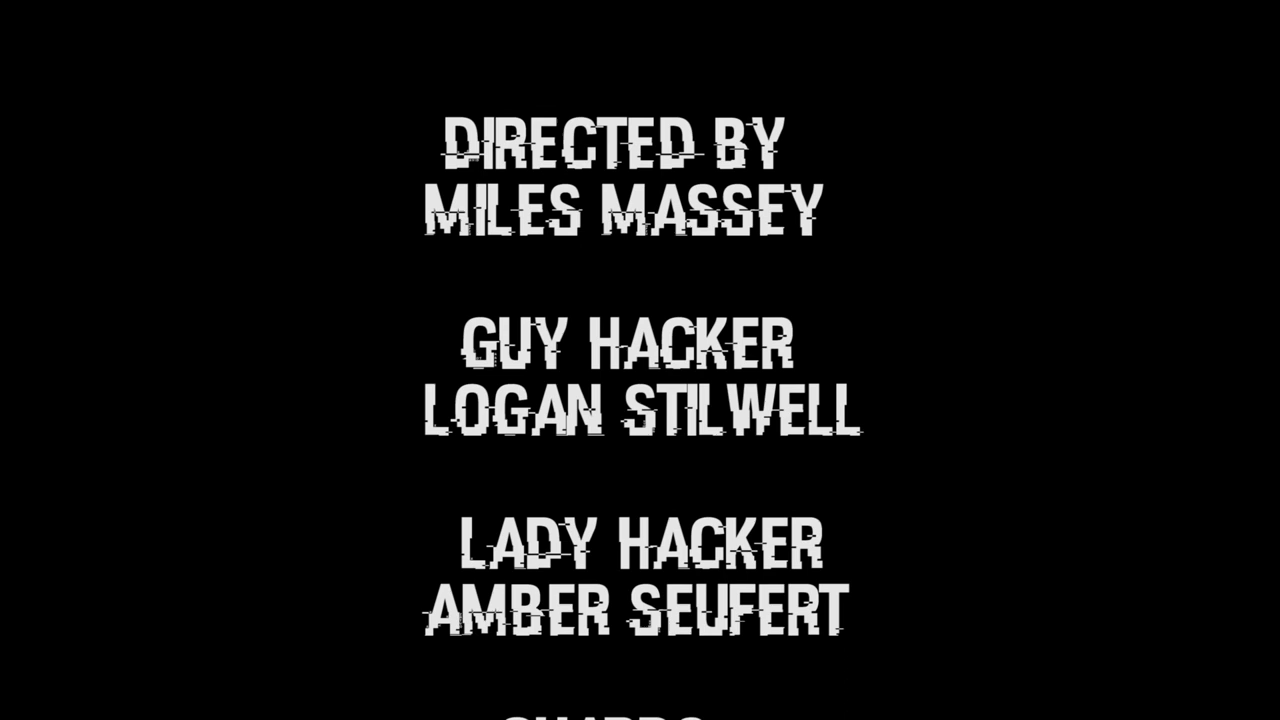 DIRECTED BY
MILES MASSEY
GUY HACKER
LOGAN STILWELL
LADY HACKER
AMBER SEUFERT